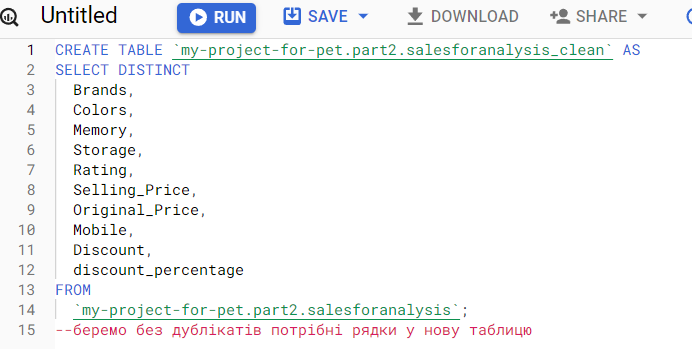 Untitled RUN SAVE DOWNLOAD SHARE
1 CREATE TABLE `my-project-for-pet.part2.salesforanalysis_clean` AS
2 SELECT DISTINCT
3 Brands,
4 Colors,
5 Memory,
6 Storage,
7 Rating,
8 Selling_Price,
9 Original_Price,
10 Mobile,
11 Discount,
12 discount_percentage
13 FROM
14 `my-project-for-pet.part2.salesforanalysis`;
15 --беремо без дублікатів потрібні рядки у нову таблицю